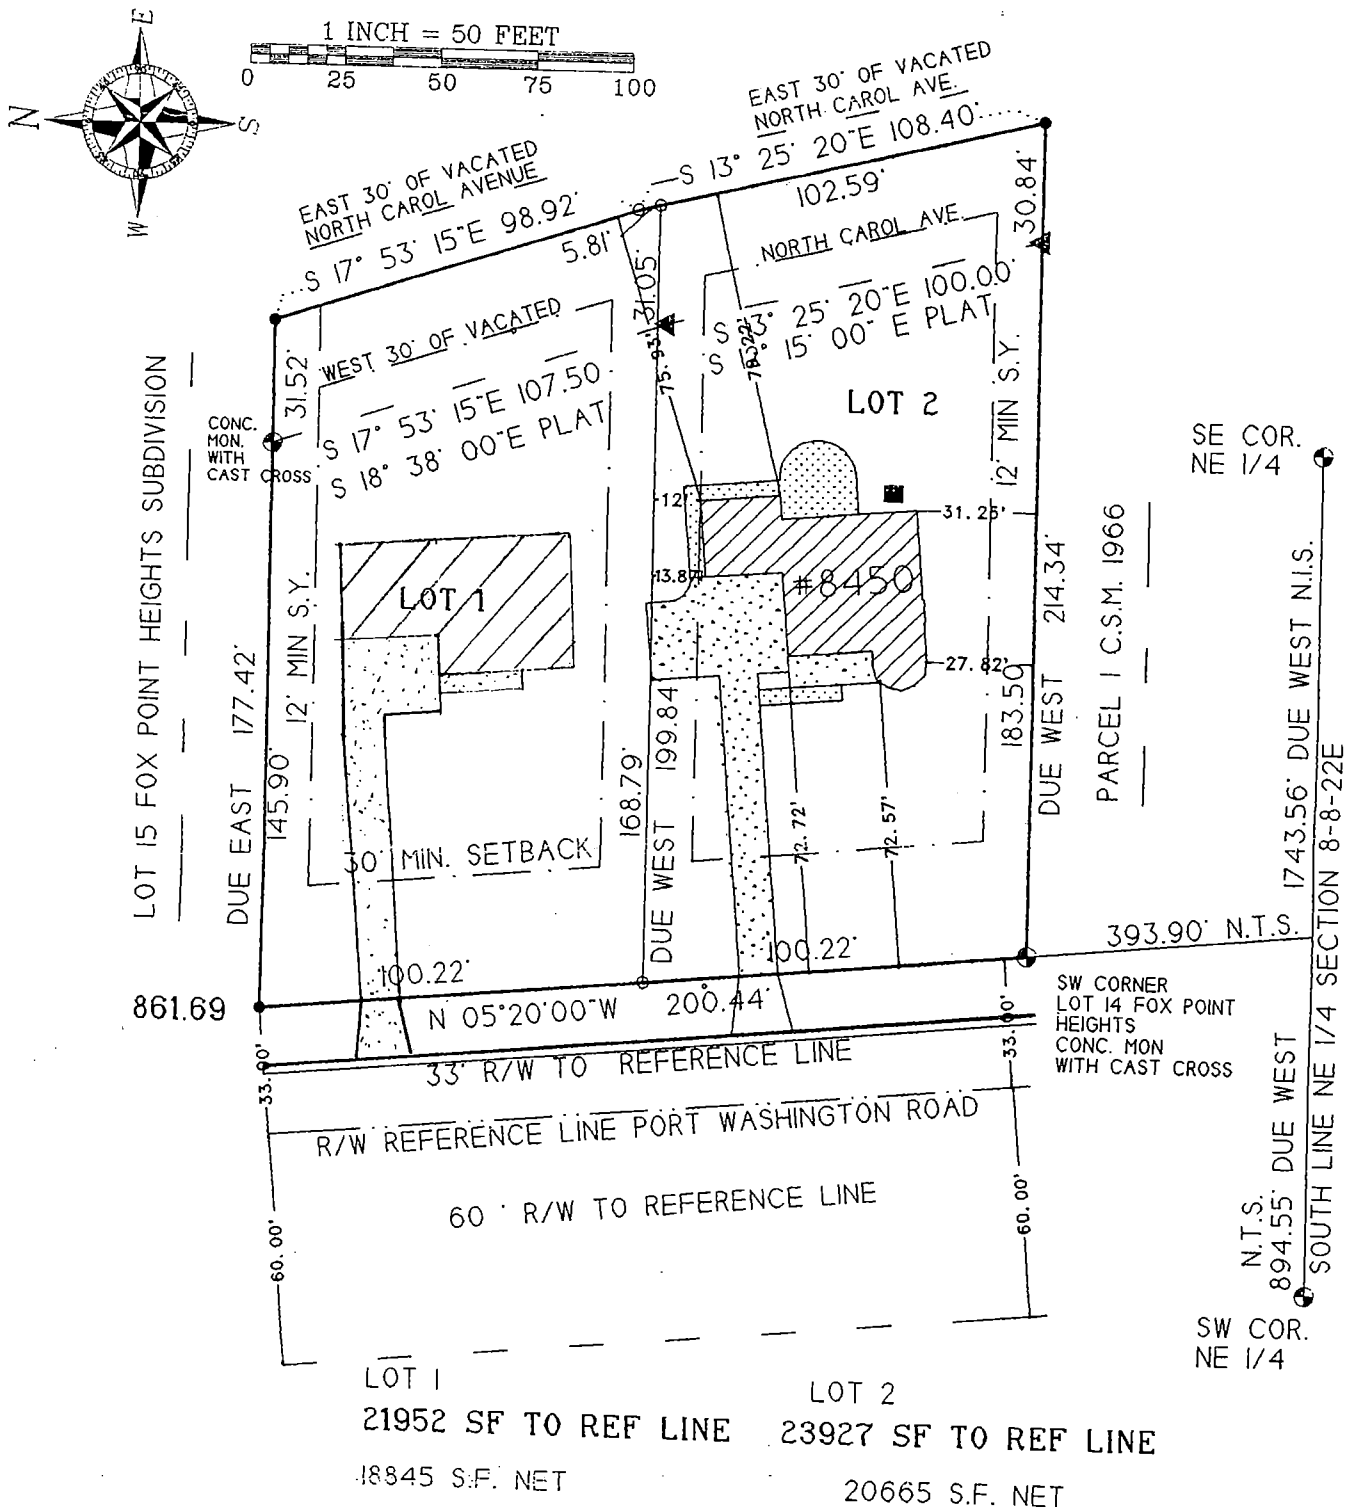 E
N
S
W
1 INCH = 50 FEET
0 25 50 75 100
EAST 30' OF VACATED
NORTH CAROL AVE.
S 13° 25' 20"E 108.40'
102.59'
30.84'
EAST 30' OF VACATED
NORTH CAROL AVENUE
S 17° 53' 15"E 98.92'
5.81'
31.05'
75.93'
NORTH CAROL AVE.
S 13° 25' 20"E 100.00'
15' 00" E PLAT
WEST 30' OF VACATED
31.52'
S 17° 53' 15"E 107.50'
S 18° 38' 00"E PLAT
CONC.
MON.
WITH
CAST CROSS
LOT 15 FOX POINT HEIGHTS SUBDIVISION
LOT 2
12' MIN S.Y.
SE COR.
NE 1/4
12'
31.26'
13.87'
#8450
LOT 1
12' MIN S.Y.
27.82'
DUE WEST 214.34'
183.50'
PARCEL 1 C.S.M. 1966
DUE EAST 177.42'
145.90'
168.79'
DUE WEST 199.84
72.72'
72.57'
30' MIN. SETBACK
1743.56' DUE WEST N.I.S.
393.90' N.T.S.
100.22'
100.22'
861.69
N 05°20'00"W 200.44'
SW CORNER
LOT 14 FOX POINT
HEIGHTS
CONC. MON
WITH CAST CROSS
33.00'
33.00'
33' R/W TO REFERENCE LINE
R/W REFERENCE LINE PORT WASHINGTON ROAD
60' R/W TO REFERENCE LINE
60.00'
60.00'
N.T.S.
894.55' DUE WEST
SOUTH LINE NE 1/4 SECTION 8-8-22E
SW COR.
NE 1/4
LOT 1
21952 SF TO REF LINE
18845 S.F. NET
LOT 2
23927 SF TO REF LINE
20665 S.F. NET